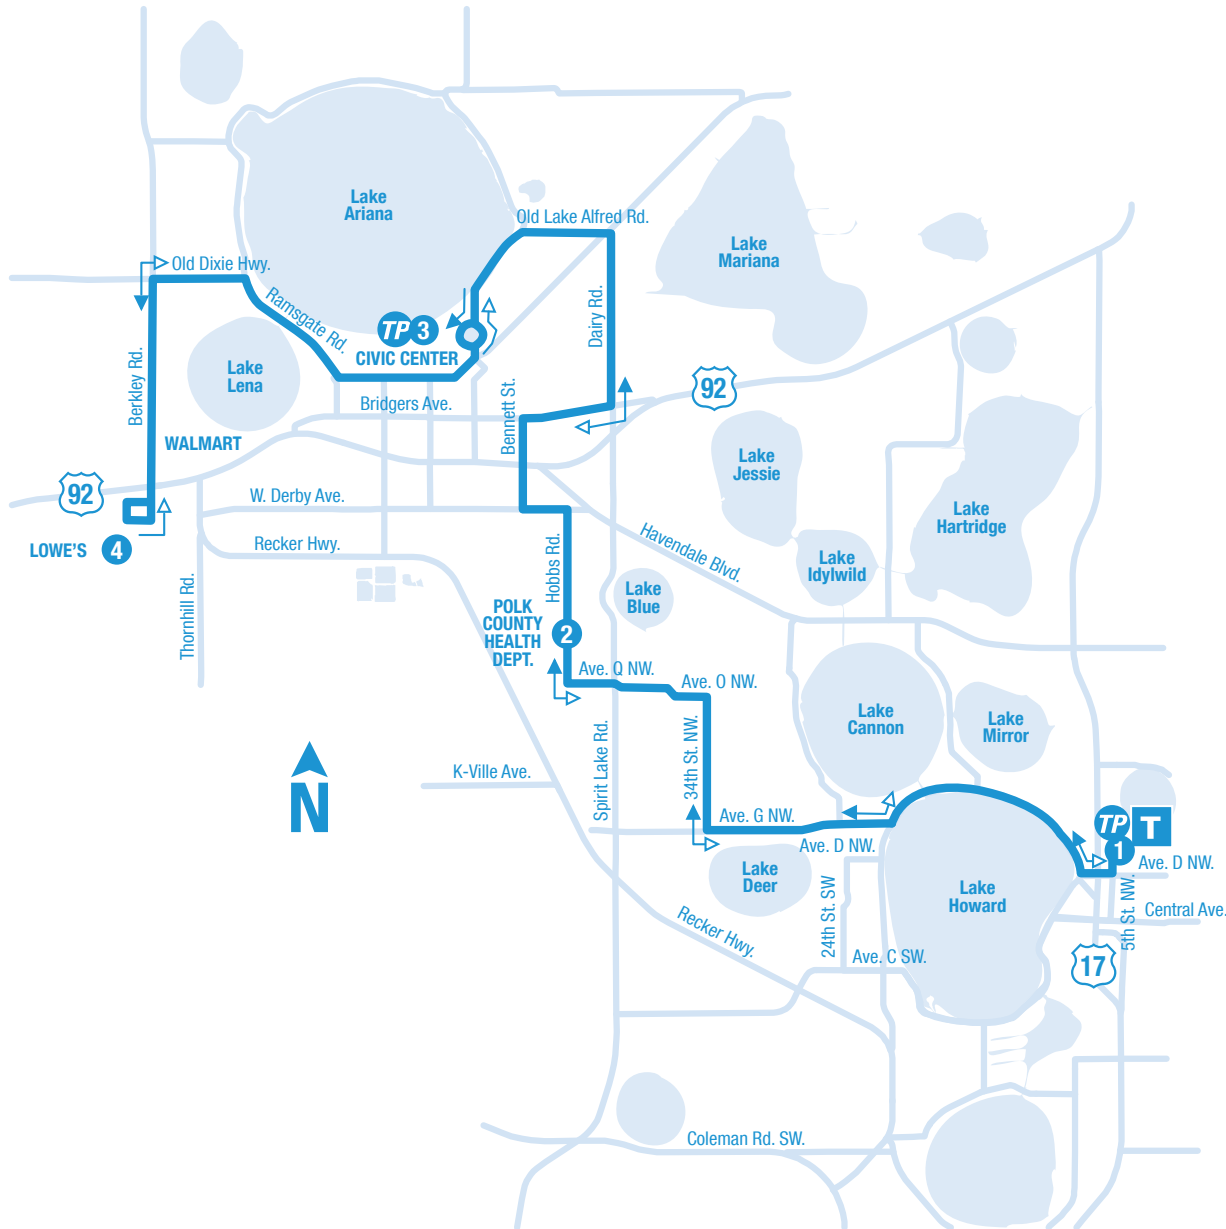 Lake
Ariana
Old Lake Alfred Rd.
Lake
Mariana
Old Dixie Hwy.
Ramsgate Rd.
TP 3
CIVIC CENTER
Dairy Rd.
Berkley Rd.
Lake
Lena
Bridgers Ave.
Bennett St.
92
WALMART
Lake
Jessie
92
W. Derby Ave.
Lake
Hartridge
LOWE'S 4
Recker Hwy.
Havendale Blvd.
Lake
Idylwild
Hobbs Rd.
Thornhill Rd.
Lake
Blue
POLK
COUNTY
HEALTH
DEPT.
2
Ave. Q NW.
Ave. O NW.
Lake
Cannon
Lake
Mirror
N
K-Ville Ave.
Spirit Lake Rd.
34th St. NW.
Ave. G NW.
Ave. D NW.
TP
T
1
Ave. D NW.
Lake
Deer
Lake
Howard
24th St. SW
5th St. NW.
Central Ave.
Recker Hwy.
Ave. C SW.
17
Coleman Rd. SW.